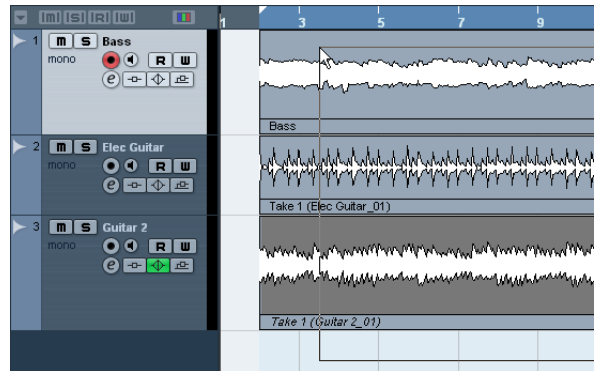 [M] [S] [R] [W]
1 3 5 7 9
1 m S Bass
mono R W
e
Bass
2 m S Elec Guitar
mono R W
e
Take 1 (Elec Guitar_01)
3 m S Guitar 2
mono R W
e
Take 1 (Guitar 2_01)